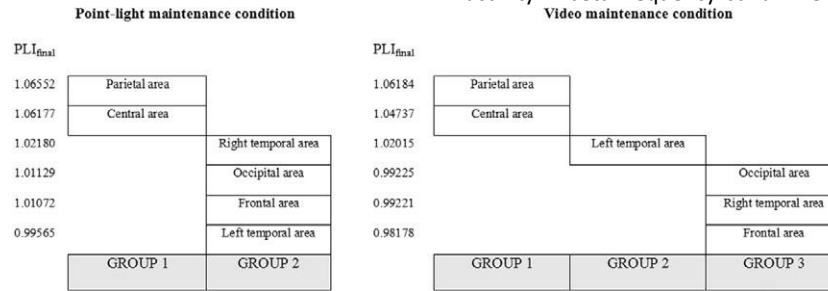 Point-light maintenance condition
PLIfinal
1.06552 Parietal area
1.06177 Central area
1.02180 Right temporal area
1.01129 Occipital area
1.01072 Frontal area
0.99565 Left temporal area
GROUP 1 GROUP 2
Video maintenance condition
PLIfinal
1.06184 Parietal area
1.04737 Central area
1.02015 Left temporal area
0.99225 Occipital area
0.99221 Right temporal area
0.98178 Frontal area
GROUP 1 GROUP 2 GROUP 3